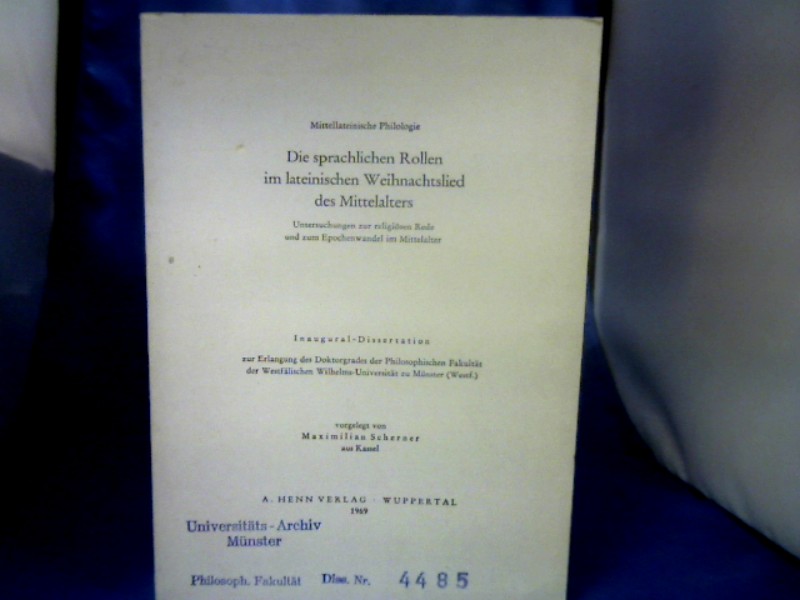 Mittellateinische Philologie
Die sprachlichen Rollen
im lateinischen Weihnachtslied
des Mittelalters
Untersuchungen zur religiösen Rede
und zum Epochenwandel im Mittelalter
Inaugural-Dissertation
zur Erlangung des Doktorgrades der Philosophischen Fakultät
der Westfälischen Wilhelms-Universität zu Münster (Westf.)
vorgelegt von
Maximilian Scherner
aus Kassel
A. HENN VERLAG · WUPPERTAL
1969
Universitäts-Archiv
Münster
Philosoph. Fakultät Diss. Nr. 4485